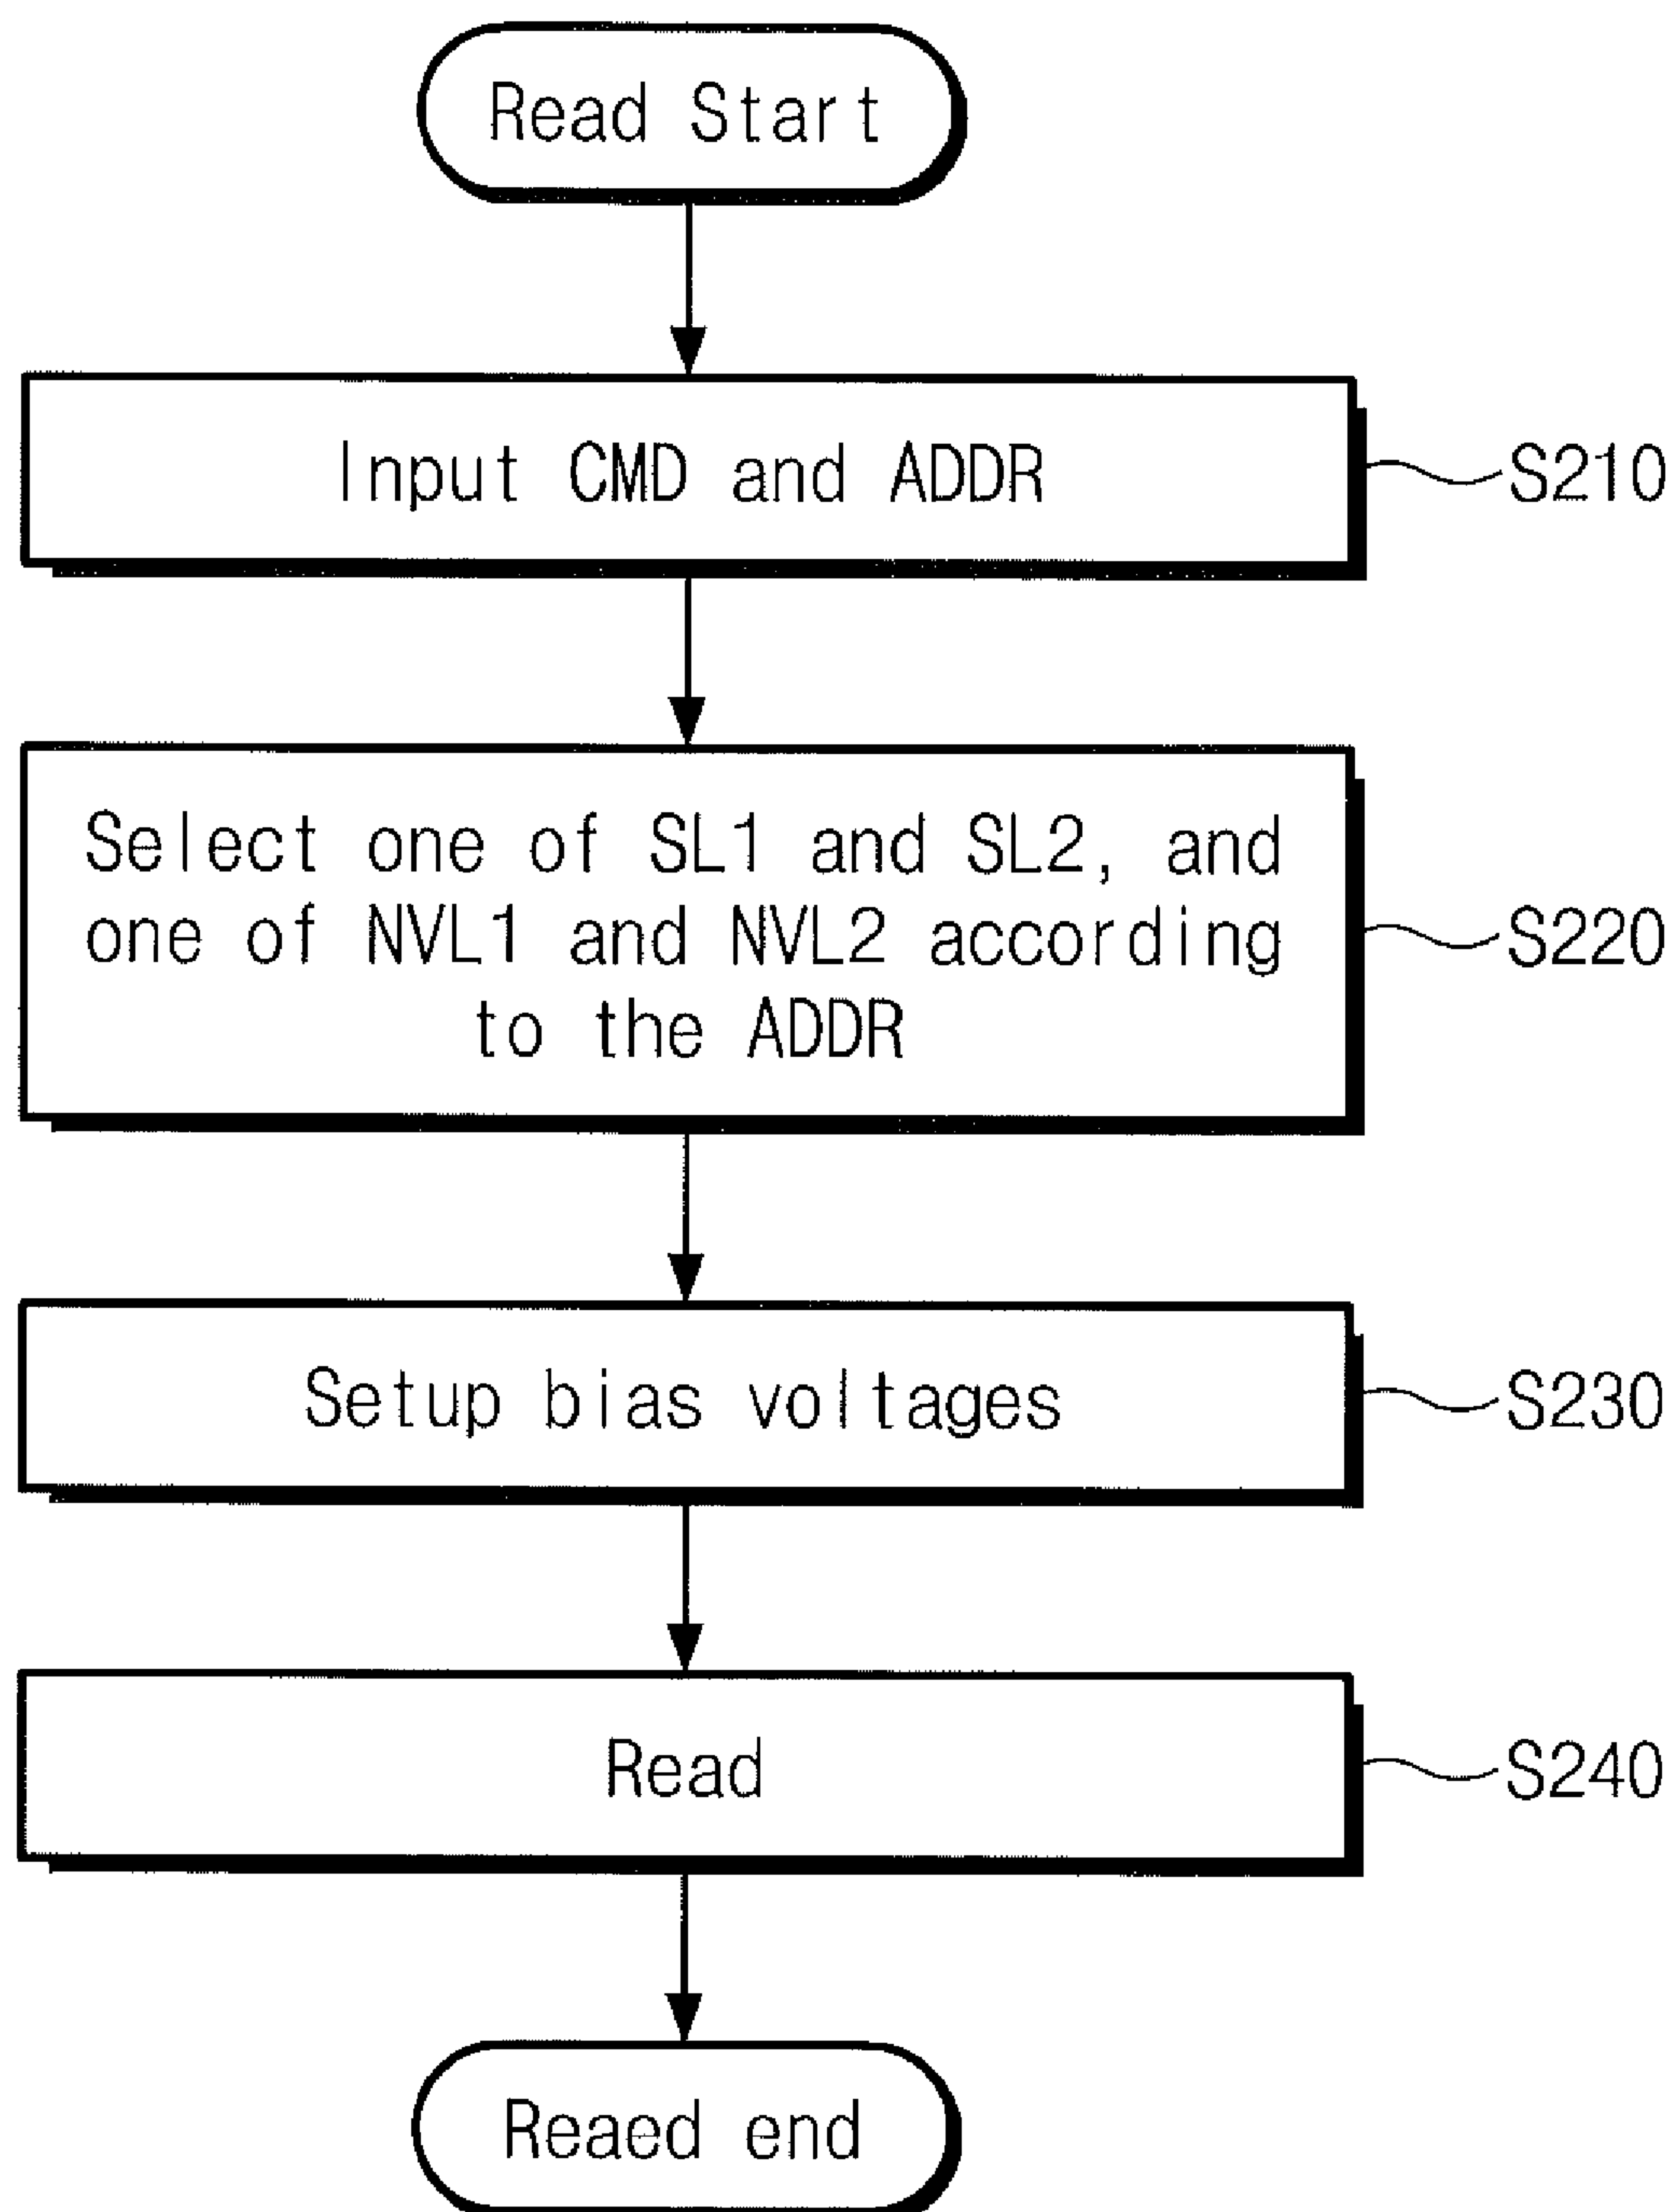 Read Start
Input CMD and ADDR
S210
Select one of SL1 and SL2, and
one of NVL1 and NVL2 according
to the ADDR
S220
Setup bias voltages
S230
Read
S240
Reaed end